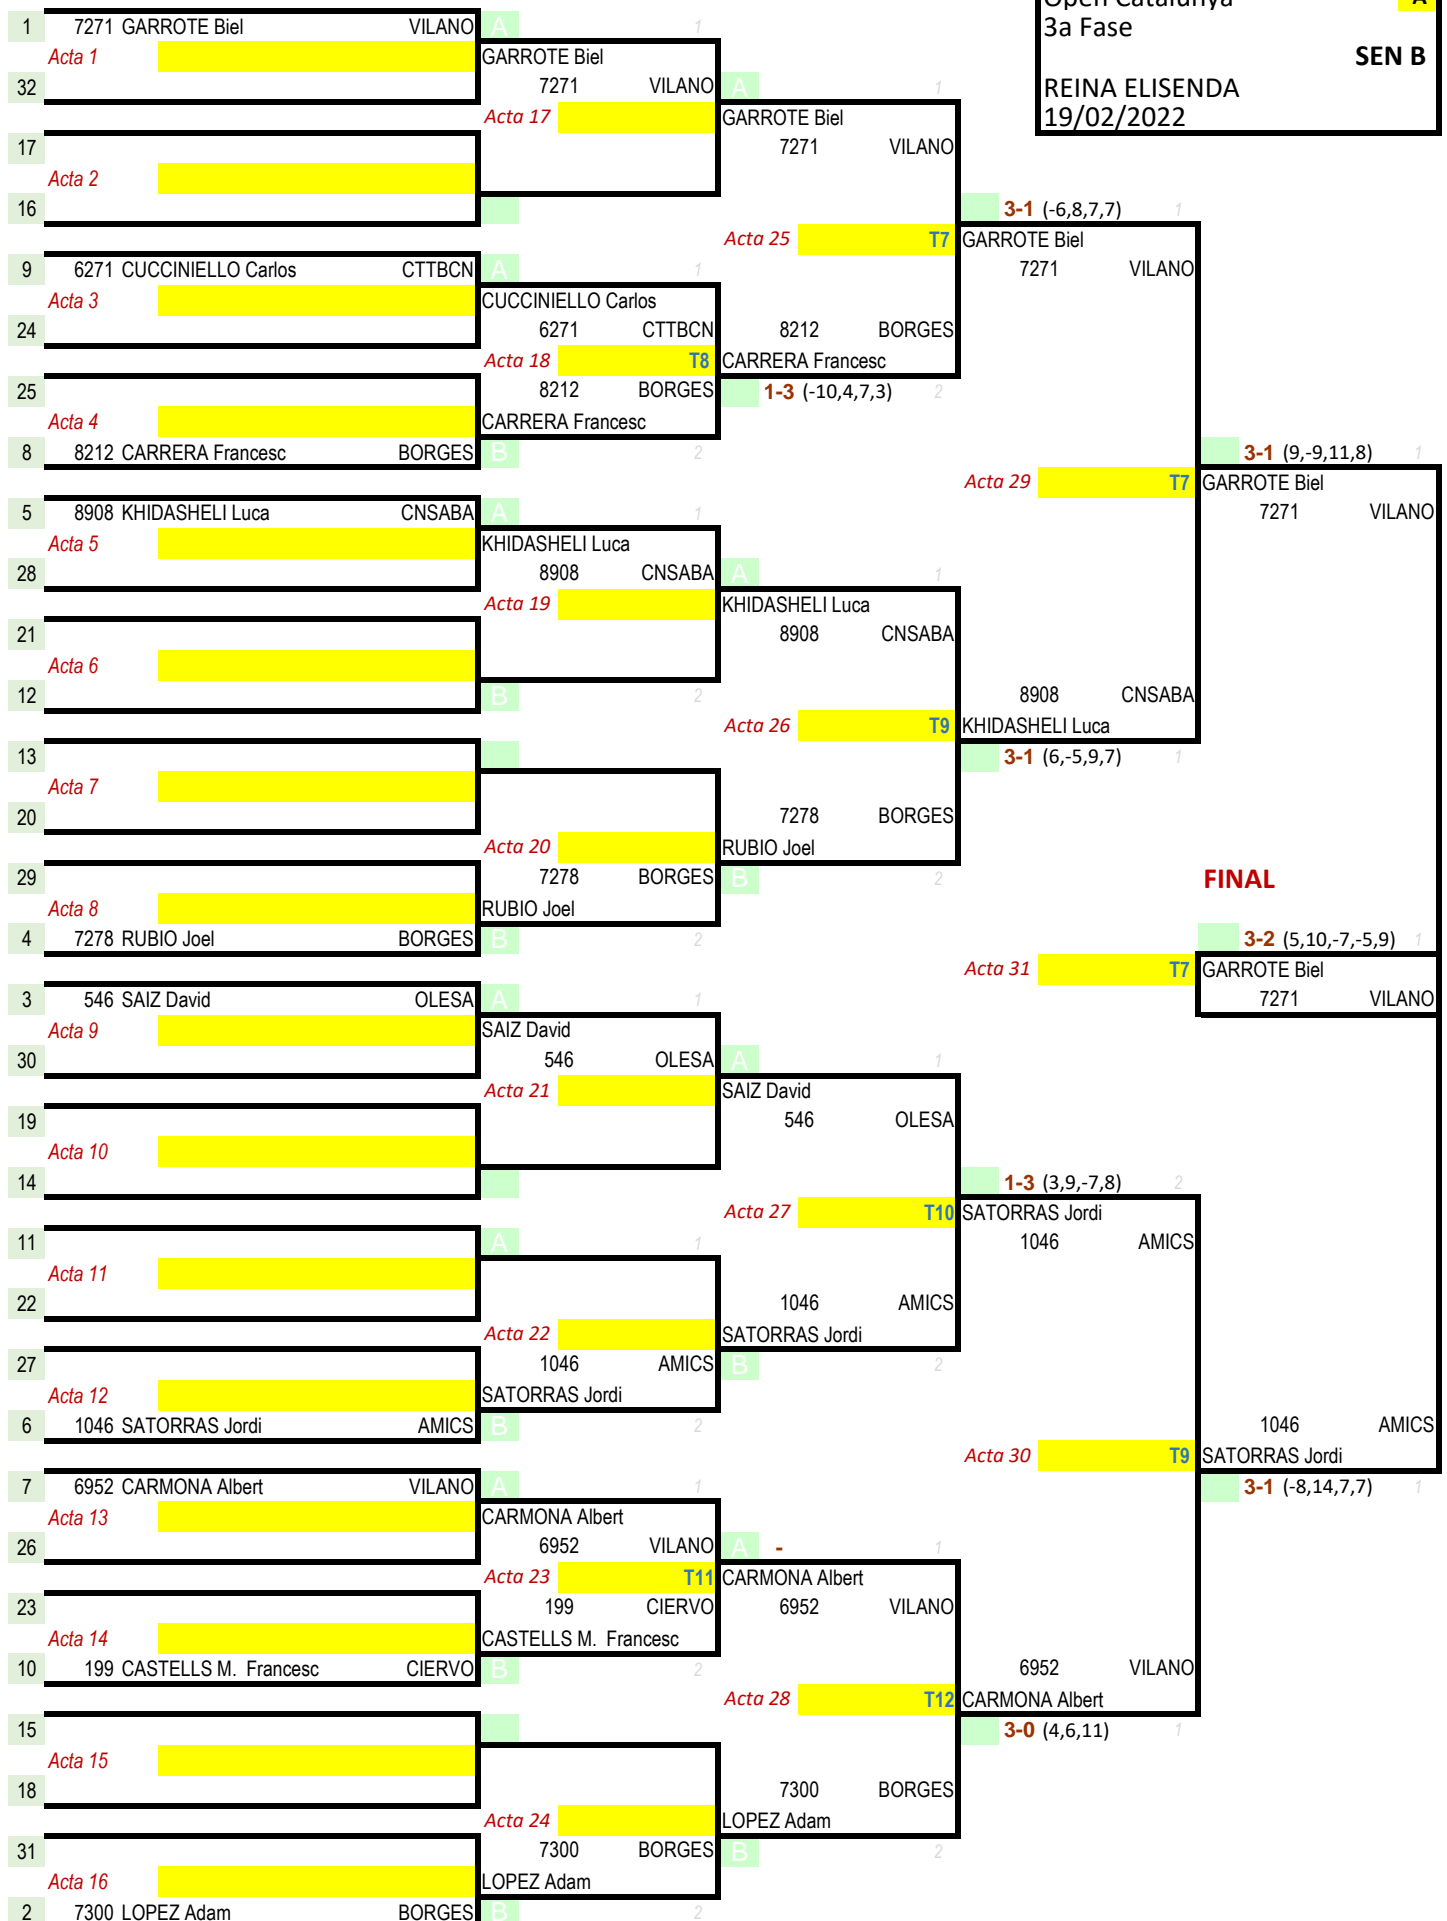 Open Catalunya A
1 7271 GARROTE Biel VILANO A 1
3a Fase
Acta 1 GARROTE Biel
SEN B
32 7271 VILANO A 1
REINA ELISENDA
Acta 17 GARROTE Biel
19/02/2022
17 7271 VILANO
Acta 2
16 3-1 (-6,8,7,7) 1
Acta 25 T7 GARROTE Biel
9 6271 CUCCINIELLO Carlos CTTBCN A 1 7271 VILANO
Acta 3 CUCCINIELLO Carlos
24 6271 CTTBCN 8212 BORGES
Acta 18 T8 CARRERA Francesc
25 8212 BORGES 1-3 (-10,4,7,3) 2
Acta 4 CARRERA Francesc
8 8212 CARRERA Francesc BORGES B 2 3-1 (9,-9,11,8) 1
Acta 29 T7 GARROTE Biel
5 8908 KHIDASHELI Luca CNSABA A 1 7271 VILANO
Acta 5 KHIDASHELI Luca
28 8908 CNSABA A 1
Acta 19 KHIDASHELI Luca
21 8908 CNSABA
Acta 6
12 B 2 8908 CNSABA
Acta 26 T9 KHIDASHELI Luca
13 3-1 (6,-5,9,7) 1
Acta 7
20 7278 BORGES
Acta 20 RUBIO Joel
29 7278 BORGES B 2 FINAL
Acta 8 RUBIO Joel
4 7278 RUBIO Joel BORGES B 2 3-2 (5,10,-7,-5,9) 1
Acta 31 T7 GARROTE Biel
3 546 SAIZ David OLESA A 1 7271 VILANO
Acta 9 SAIZ David
30 546 OLESA A 1
Acta 21 SAIZ David
19 546 OLESA
Acta 10
14 1-3 (3,9,-7,8) 2
Acta 27 T10 SATORRAS Jordi
11 A 1 1046 AMICS
Acta 11
22 1046 AMICS
Acta 22 SATORRAS Jordi
27 1046 AMICS B 2
Acta 12 SATORRAS Jordi
6 1046 SATORRAS Jordi AMICS B 2 1046 AMICS
Acta 30 T9 SATORRAS Jordi
7 6952 CARMONA Albert VILANO A 1 3-1 (-8,14,7,7) 1
Acta 13 CARMONA Albert
26 6952 VILANO A - 1
Acta 23 T11 CARMONA Albert
23 199 CIERVO 6952 VILANO
Acta 14 CASTELLS M. Francesc
10 199 CASTELLS M. Francesc CIERVO B 2 6952 VILANO
Acta 28 T12 CARMONA Albert
15 3-0 (4,6,11) 1
Acta 15
18 7300 BORGES
Acta 24 LOPEZ Adam
31 7300 BORGES B 2
Acta 16 LOPEZ Adam
2 7300 LOPEZ Adam BORGES B 2